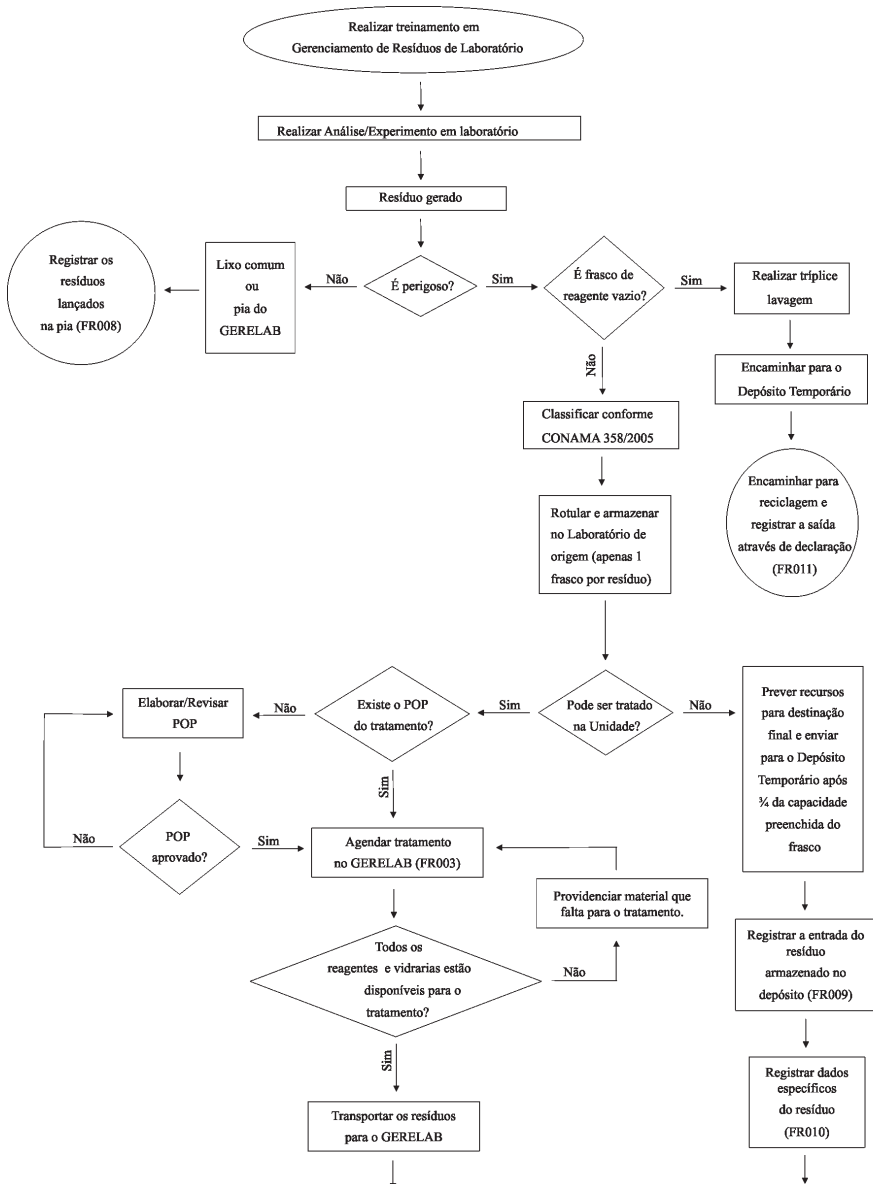 Realizar treinamento em
Gerenciamento de Resíduos de Laboratório
Realizar Análise/Experimento em laboratório
Resíduo gerado
É perigoso?
Não
Sim
Lixo comum
ou
pia do
GERELAB
Registrar os
resíduos
lançados
na pia (FR008)
É frasco de
reagente vazio?
Sim
Não
Realizar tríplice
lavagem
Encaminhar para o
Depósito Temporário
Encaminhar para
reciclagem e
registrar a saída
através de declaração
(FR011)
Classificar conforme
CONAMA 358/2005
Rotular e armazenar
no Laboratório de
origem (apenas 1
frasco por resíduo)
Pode ser tratado
na Unidade?
Sim
Não
Existe o POP
do tratamento?
Não
Sim
Elaborar/Revisar
POP
POP
aprovado?
Não
Sim
Agendar tratamento
no GERELAB (FR003)
Providenciar material que
falta para o tratamento.
Todos os
reagentes e vidrarias estão
disponíveis para o
tratamento?
Não
Sim
Transportar os resíduos
para o GERELAB
Prever recursos
para destinação
final e enviar
para o Depósito
Temporário após
¾ da capacidade
preenchida do
frasco
Registrar a entrada do
resíduo
armazenado no
depósito (FR009)
Registrar dados
específicos
do resíduo
(FR010)